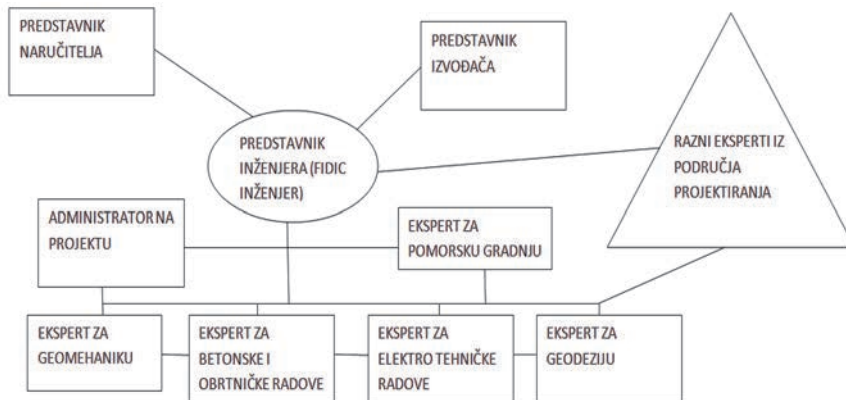 PREDSTAVNIK
NARUČITELJA
PREDSTAVNIK
IZVOĐAČA
PREDSTAVNIK
INŽENJERA (FIDIC
INŽENJER)
RAZNI EKSPERTI IZ
PODRUČJA
PROJEKTIRANJA
ADMINISTRATOR NA
PROJEKTU
EKSPERT ZA
POMORSKU GRADNJU
EKSPERT ZA
GEOMEHANIKU
EKSPERT ZA
BETONSKE I
OBRTNIČKE RADOVE
EKSPERT ZA
ELEKTRO TEHNIČKE
RADOVE
EKSPERT ZA
GEODEZIJU